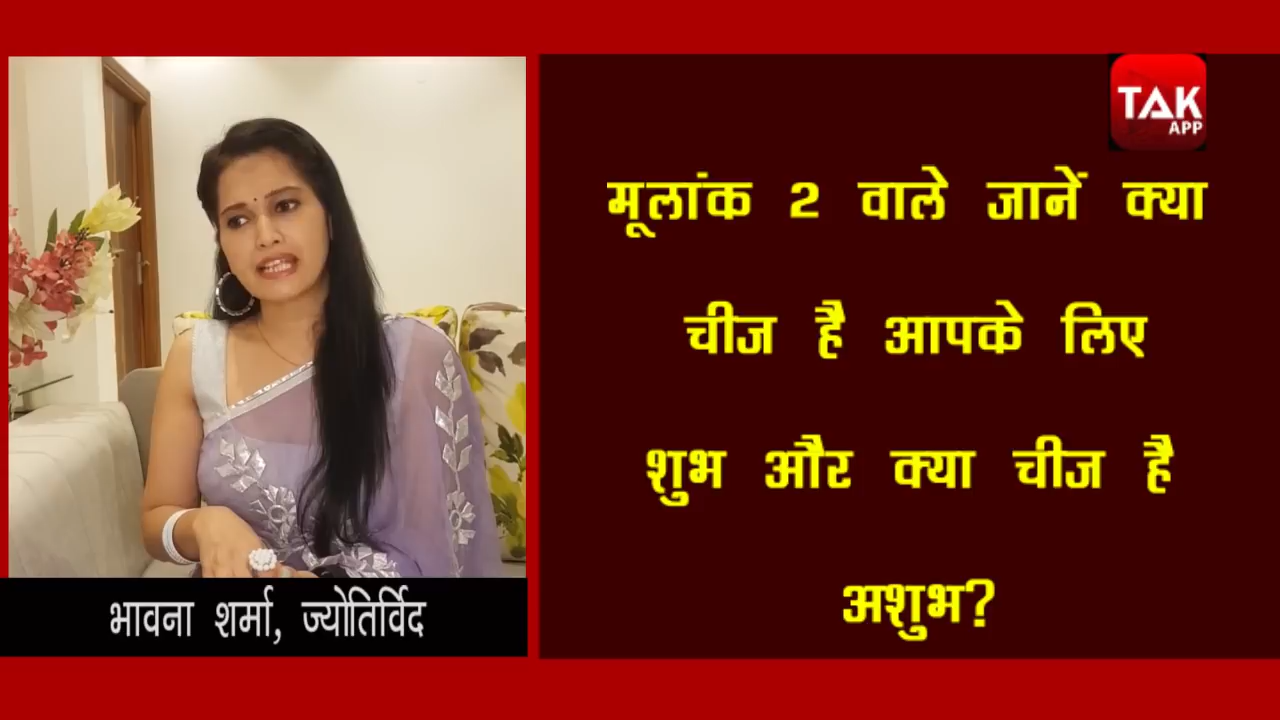 TAK
APP
मूलांक 2 वाले जानें क्या
चीज है आपके लिए
शुभ और क्या चीज है
अशुभ?
भावना शर्मा, ज्योतिर्विद